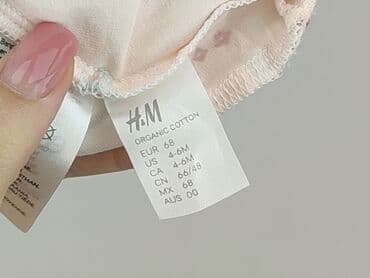 H&M
ORGANIC COTTON
EUR 68
US 4-6M
CA 4-6M
CN 66/48
MX 68
AUS 00